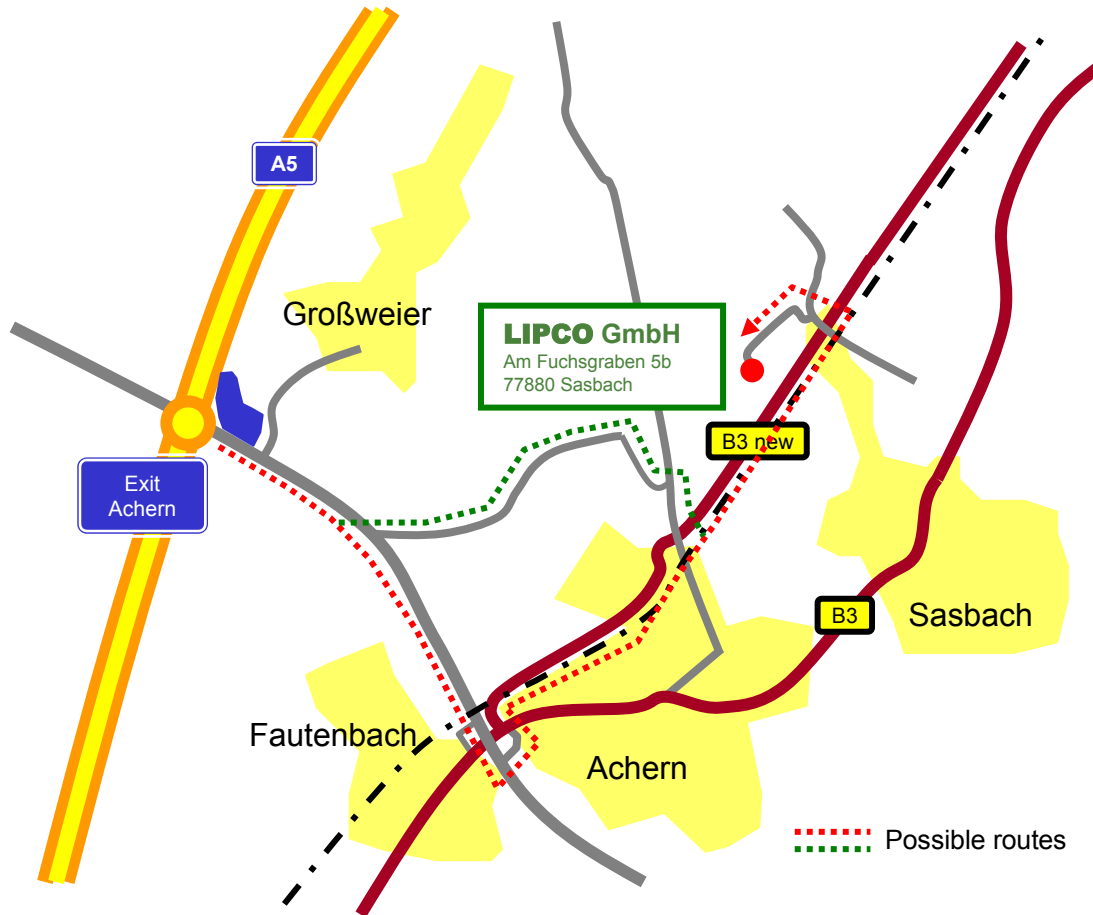 A5
Großweier
LIPCO GmbH
Am Fuchsgraben 5b
77880 Sasbach
B3 new
Exit
Achern
B3
Sasbach
Fautenbach
Achern
Possible routes